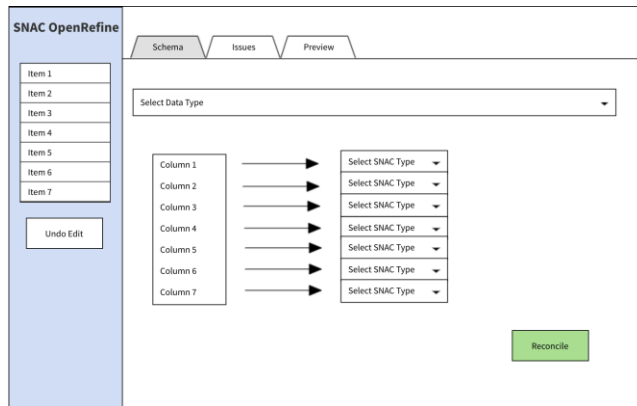 SNAC OpenRefine
Item 1
Item 2
Item 3
Item 4
Item 5
Item 6
Item 7
Undo Edit
Schema
Issues
Preview
Select Data Type
Column 1
Select SNAC Type
Column 2
Select SNAC Type
Column 3
Select SNAC Type
Column 4
Select SNAC Type
Column 5
Select SNAC Type
Column 6
Select SNAC Type
Column 7
Select SNAC Type
Reconcile